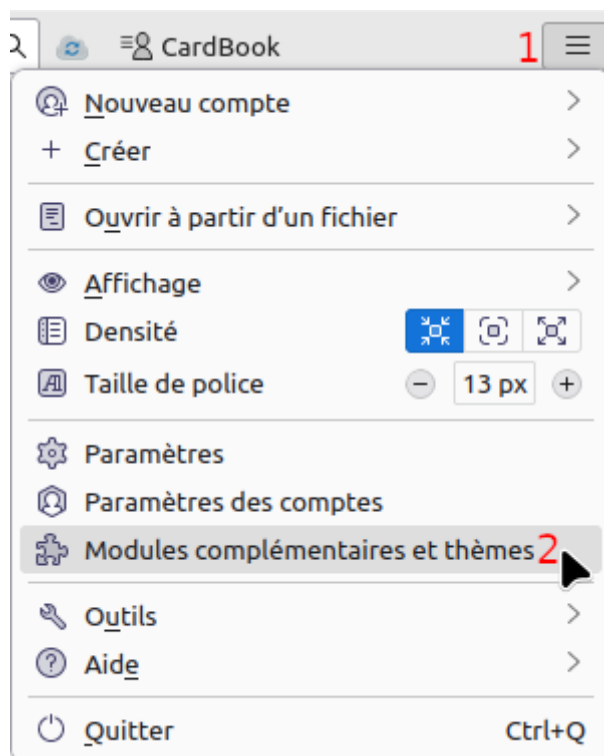 CardBook 1
Nouveau compte
Créer
Ouvrir à partir d’un fichier
Affichage
Densité
Taille de police 13 px
Paramètres
Paramètres des comptes
Modules complémentaires et thèmes 2
Outils
Aide
Quitter Ctrl+Q